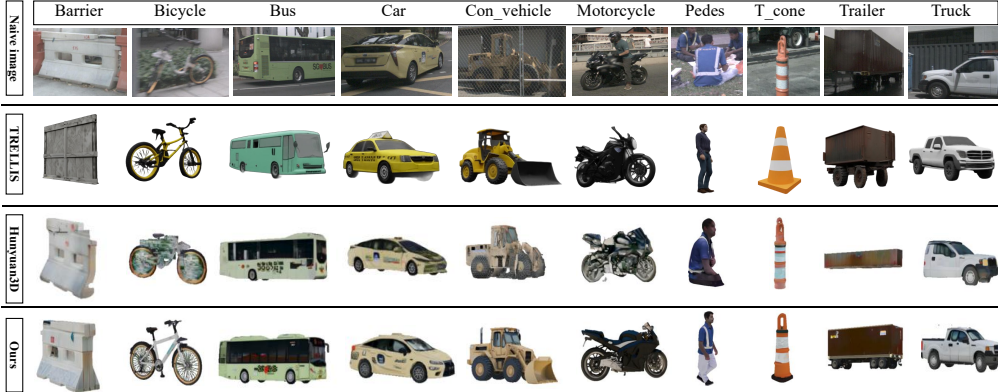 Barrier Bicycle Bus Car Con_vehicle Motorcycle Pedes T_cone Trailer Truck
Naive image
TRELLIS
Hunyuan3D
Ours